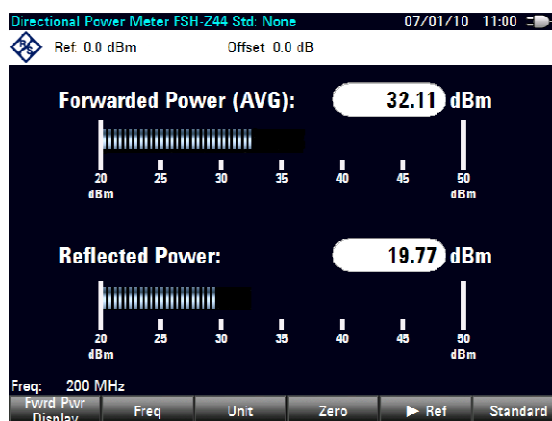 Directional Power Meter FSH-Z44 Std: None 07/01/10 11:00
R&S Ref: 0.0 dBm Offset 0.0 dB
Forwarded Power (AVG): 32.11 dBm
20 25 30 35 40 45 50
dBm dBm
Reflected Power: 19.77 dBm
20 25 30 35 40 45 50
dBm dBm
Freq: 200 MHz
Fwrd Pwr
Display Freq Unit Zero ► Ref Standard